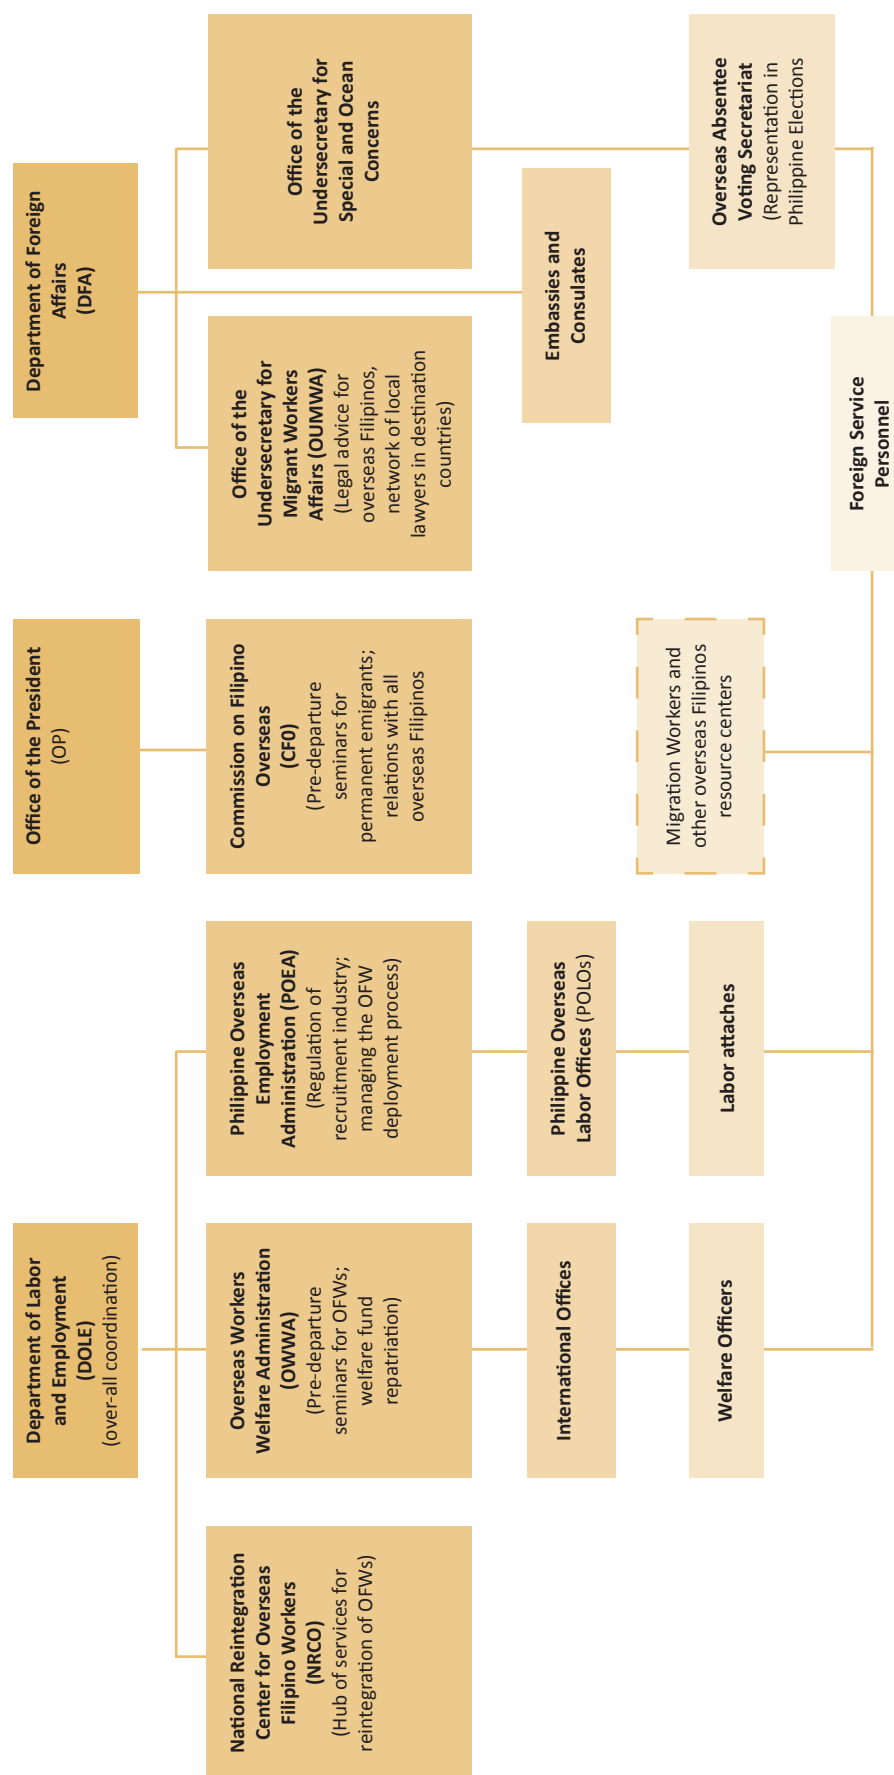 Department of Labor
and Employment
(DOLE)
(over-all coordination)
Office of the President
(OP)
Department of Foreign
Affairs
(DFA)
National Reintegration
Center for Overseas
Filipino Workers
(NRCO)
(Hub of services for
reintegration of OFWs)
Overseas Workers
Welfare Administration
(OWWA)
(Pre-departure
seminars for OFWs;
welfare fund
repatriation)
Philippine Overseas
Employment
Administration (POEA)
(Regulation of
recruitment industry;
managing the OFW
deployment process)
Commission on Filipino
Overseas
(CF0)
(Pre-departure
seminars for
permanent emigrants;
relations with all
overseas Filipinos
Office of the
Undersecretary for
Migrant Workers
Affairs (OUMWA)
(Legal advice for
overseas Filipinos,
network of local
lawyers in destination
countries)
Office of the
Undersecretary for
Special and Ocean
Concerns
International Offices
Philippine Overseas
Labor Offices (POLOs)
Embassies and
Consulates
Welfare Officers
Labor attaches
Migration Workers and
other overseas Filipinos
resource centers
Overseas Absentee
Voting Secretariat
(Representation in
Philippine Elections
Foreign Service
Personnel